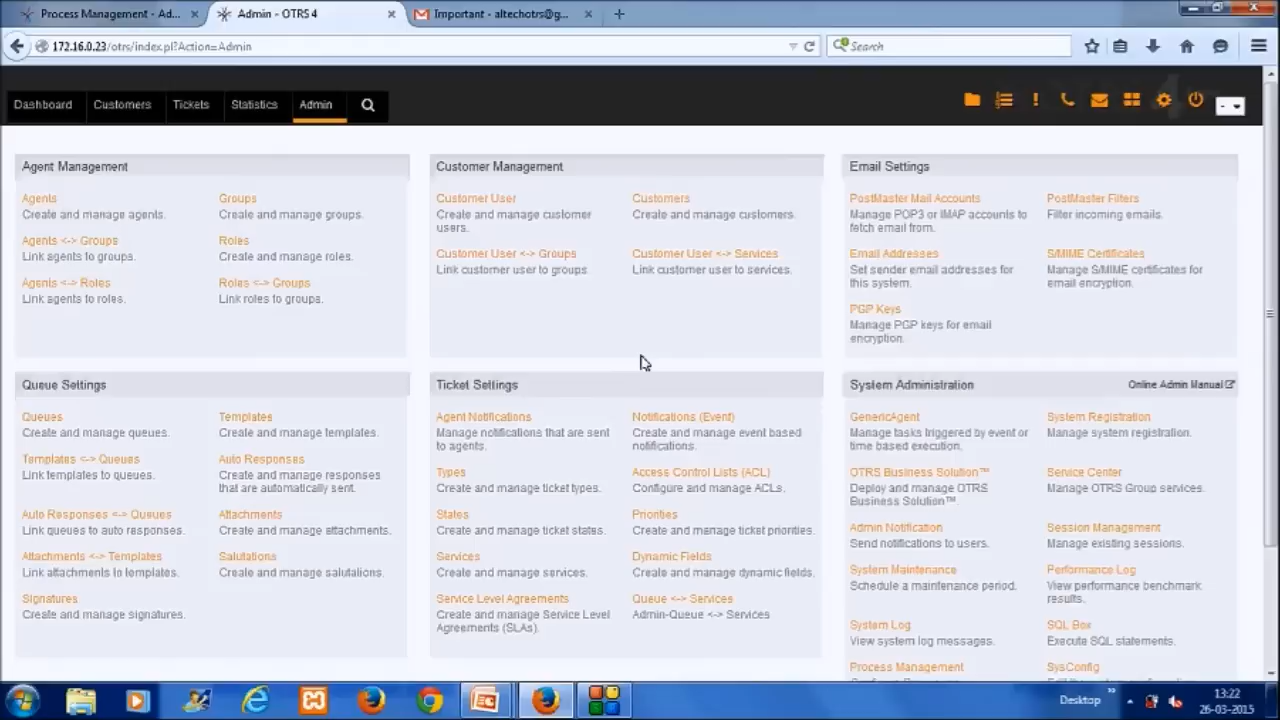 Process Management - Ad...
Admin - OTRS 4
Important - altechotrs@g...
172.16.0.23/otrs/index.pl?Action=Admin
Search
Dashboard
Customers
Tickets
Statistics
Admin
Agent Management
Agents
Create and manage agents.
Groups
Create and manage groups.
Agents <-> Groups
Link agents to groups.
Roles
Create and manage roles.
Agents <-> Roles
Link agents to roles.
Roles <-> Groups
Link roles to groups.
Customer Management
Customer User
Create and manage customer
users.
Customers
Create and manage customers.
Customer User <-> Groups
Link customer user to groups.
Customer User <-> Services
Link customer user to services.
Email Settings
PostMaster Mail Accounts
Manage POP3 or IMAP accounts to
fetch email from.
PostMaster Filters
Filter incoming emails.
Email Addresses
Set sender email addresses for
this system.
S/MIME Certificates
Manage S/MIME certificates for
email encryption.
PGP Keys
Manage PGP keys for email
encryption.
Queue Settings
Queues
Create and manage queues.
Templates
Create and manage templates.
Templates <-> Queues
Link templates to queues.
Auto Responses
Create and manage responses
that are automatically sent.
Auto Responses <-> Queues
Link queues to auto responses.
Attachments
Create and manage attachments.
Attachments <-> Templates
Link attachments to templates.
Salutations
Create and manage salutations.
Signatures
Create and manage signatures.
Ticket Settings
Agent Notifications
Manage notifications that are sent
to agents.
Notifications (Event)
Create and manage event based
notifications.
Types
Create and manage ticket types.
Access Control Lists (ACL)
Configure and manage ACLs.
States
Create and manage ticket states.
Priorities
Create and manage ticket priorities.
Services
Create and manage services.
Dynamic Fields
Create and manage dynamic fields.
Service Level Agreements
Create and manage Service Level
Agreements (SLAs).
Queue <-> Services
Admin-Queue <-> Services
System Administration
Online Admin Manual
GenericAgent
Manage tasks triggered by event or
time based execution.
System Registration
Manage system registration.
OTRS Business Solution™
Deploy and manage OTRS
Business Solution™.
Service Center
Manage OTRS Group services.
Admin Notification
Send notifications to users.
Session Management
Manage existing sessions.
System Maintenance
Schedule a maintenance period.
Performance Log
View performance benchmark
results.
System Log
View system log messages.
SQL Box
Execute SQL statements.
Process Management
SysConfig
Desktop
13:22
26-03-2015